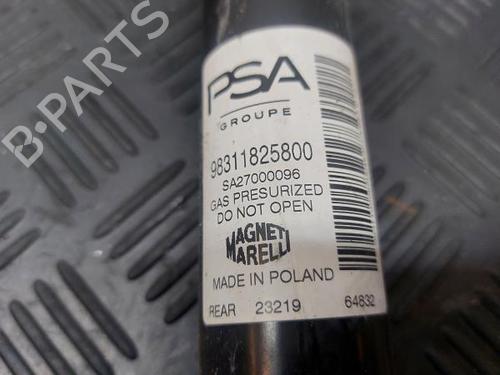 PSA
GROUPE
98311825800
SA27000096
GAS PRESURIZED
DO NOT OPEN
MAGNETI
MARELLI
MADE IN POLAND
REAR 23219 64832
B-PARTS